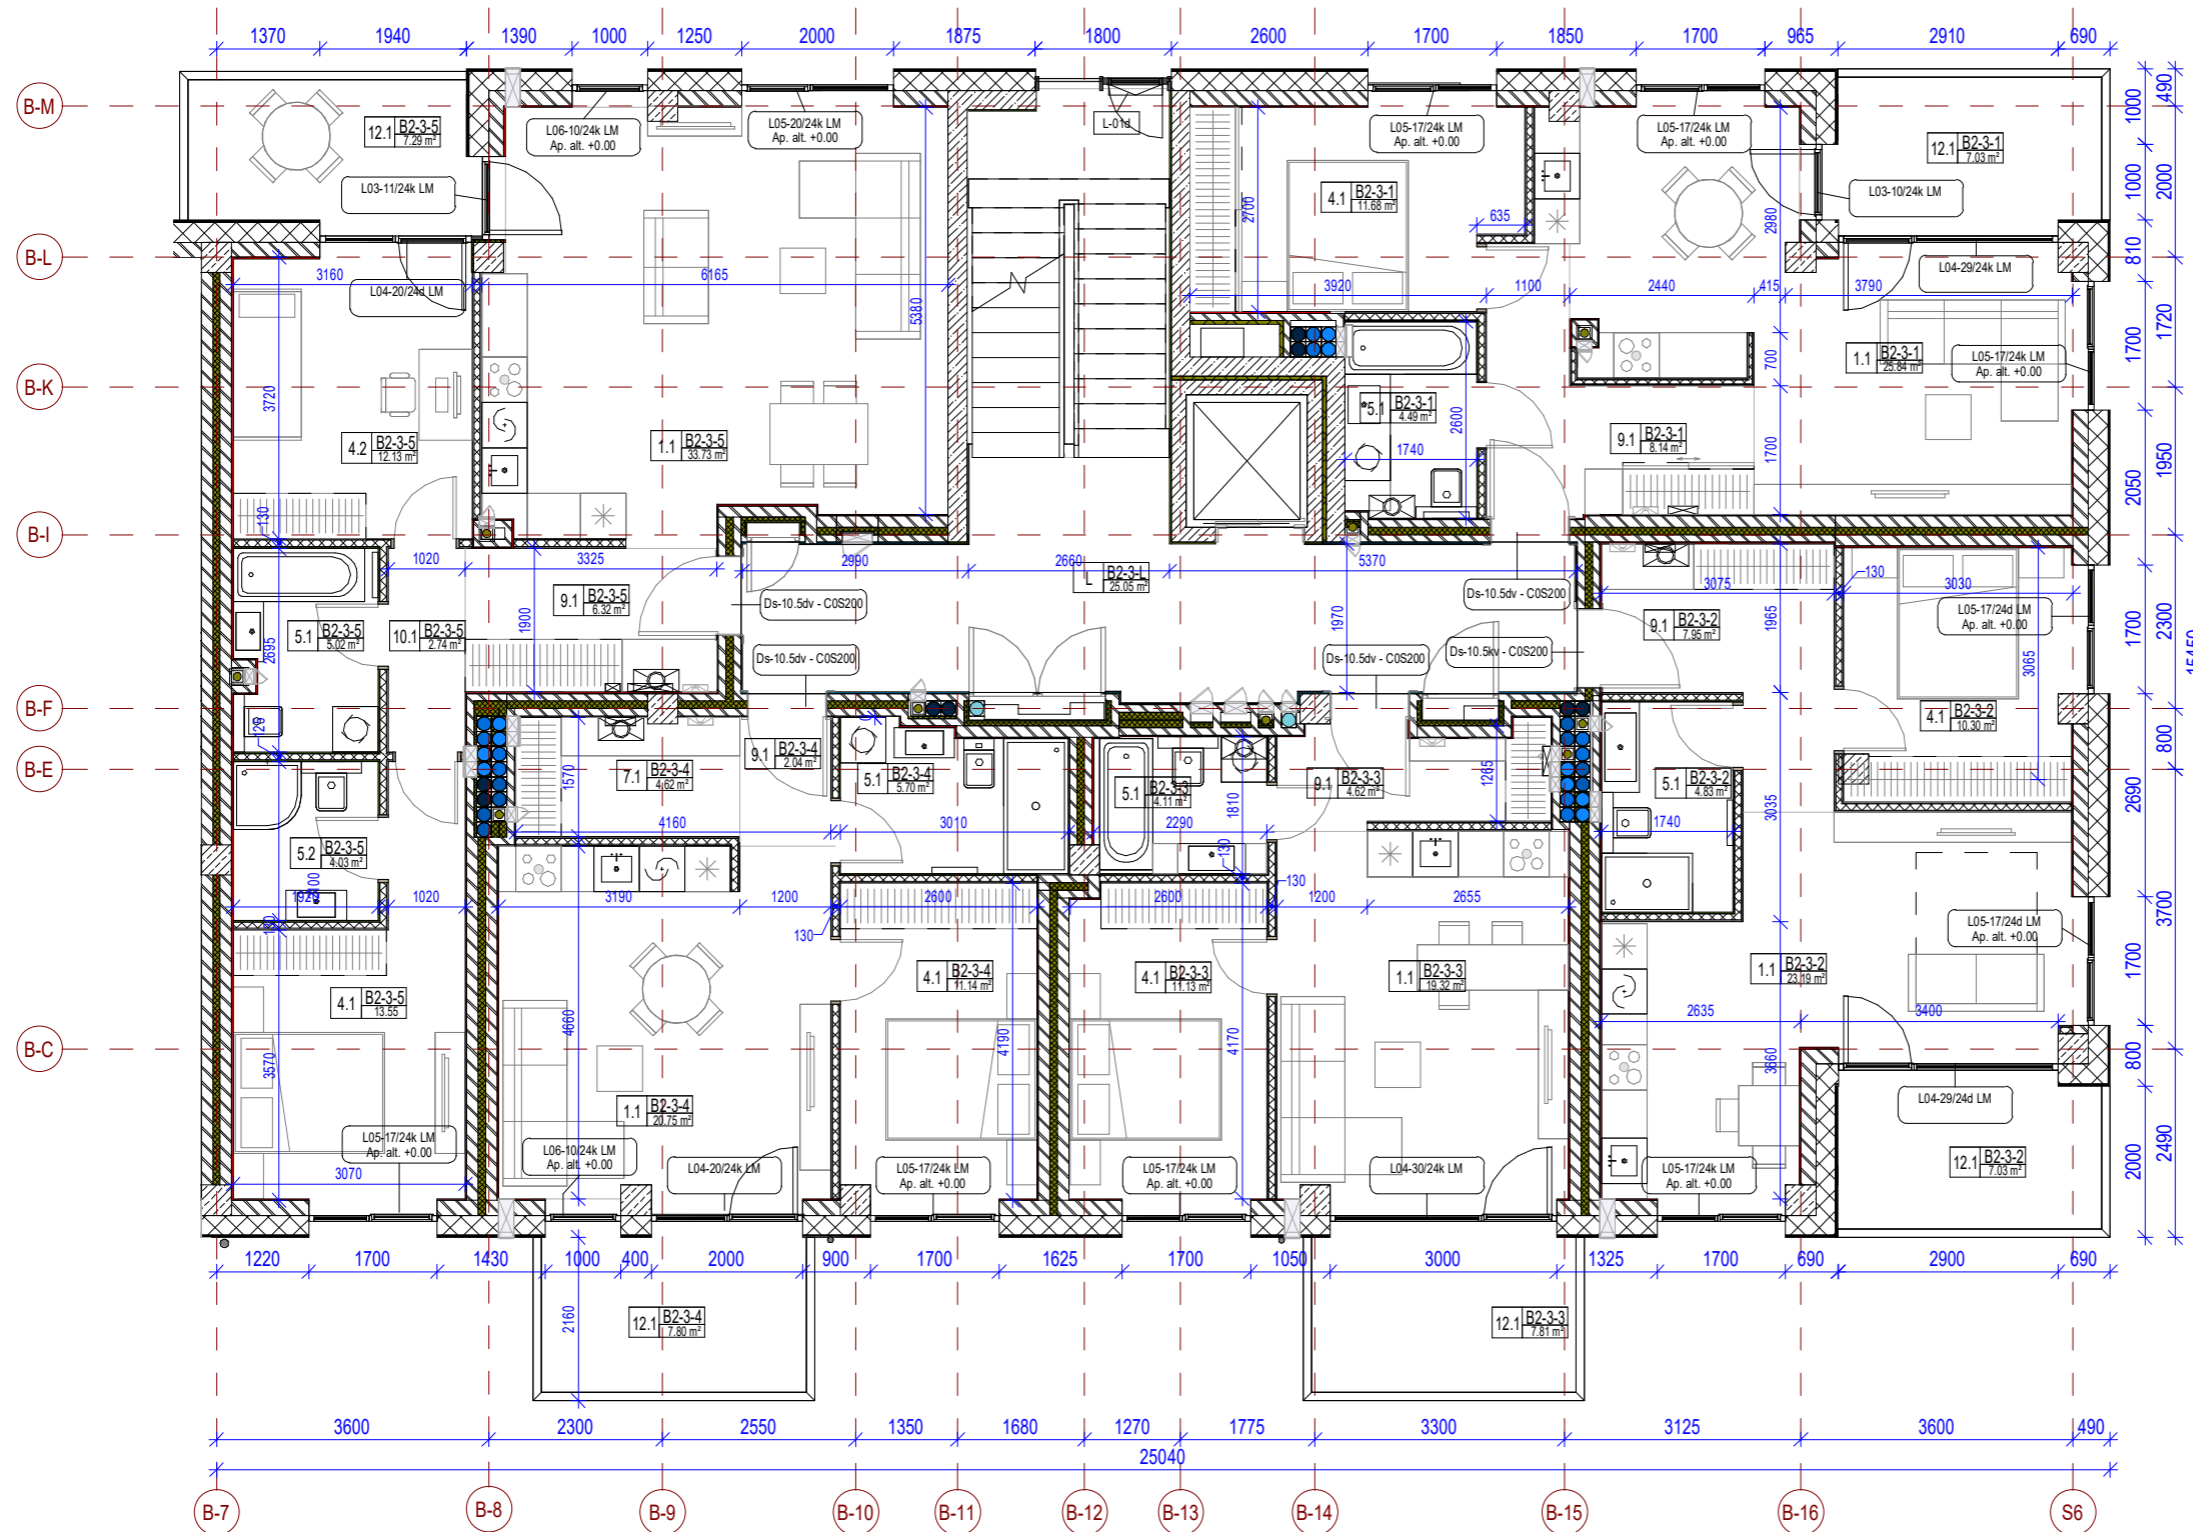 1370 1940 1390 1000 1250 2000 1875 1800 2600 1700 1850 1700 965 2910 690
B-M
B-L
B-K
B-I
B-F
B-E
B-C
12.1 B2-3-5
7.29 m²
L03-11/24k LM
L06-10/24k LM
Ap. alt. +0.00
L05-20/24k LM
Ap. alt. +0.00
L-01d
L05-17/24k LM
Ap. alt. +0.00
L05-17/24k LM
Ap. alt. +0.00
12.1 B2-3-1
7.03 m²
L03-10/24k LM
4.1 B2-3-1
11.68 m²
2700
635
2980
490
1000
1000
2000
810
3160
L04-20/24d LM
6165
5380
3920 1100 2440 415 3790
L04-29/24k LM
1700
1720
3720
4.2 B2-3-5
12.13 m²
1.1 B2-3-5
33.73 m²
5.1 B2-3-1
4.49 m²
2600
1740
700
1.1 B2-3-1
25.84 m²
L05-17/24k LM
Ap. alt. +0.00
9.1 B2-3-1
8.14 m²
1700
2050
1950
130
1020 3325
2990 2660 5370
L B2-3-L
25.05 m²
3075 130 3030
9.1 B2-3-5
6.32 m²
1900
Ds-10.5dv - C0S200
Ds-10.5dv - C0S200
1970
9.1 B2-3-2
7.95 m²
1965
L05-17/24d LM
Ap. alt. +0.00
3065
1700
2300
15450
5.1 B2-3-5
5.02 m²
10.1 B2-3-5
2.74 m²
2695
Ds-10.5dv - C0S200
Ds-10.5dv - C0S200
Ds-10.5kv - C0S200
4.1 B2-3-2
10.30 m²
800
7.1 B2-3-4
4.62 m²
1570
9.1 B2-3-4
2.04 m²
5.1 B2-3-4
5.70 m²
5.1 B2-3-3
4.11 m²
1810
9.1 B2-3-3
4.62 m²
1265
5.1 B2-3-2
4.83 m²
3035
2690
4160 3010 2290 1740
130
5.2 B2-3-5
4.03 m²
1020 3190 1200 2600 2600 130 1200 2655
130
3700
L05-17/24d LM
Ap. alt. +0.00
4.1 B2-3-5
13.55
4.1 B2-3-4
11.14 m²
4.1 B2-3-3
11.13 m²
1.1 B2-3-3
19.32 m²
1.1 B2-3-2
23.19 m²
1700
4660
2635 3400
3570
4190
4170
3660
800
1.1 B2-3-4
20.75 m²
L04-29/24d LM
L05-17/24k LM
Ap. alt. +0.00
L06-10/24k LM
Ap. alt. +0.00
L04-20/24k LM
L05-17/24k LM
Ap. alt. +0.00
L05-17/24k LM
Ap. alt. +0.00
L04-30/24k LM
L05-17/24k LM
Ap. alt. +0.00
12.1 B2-3-2
7.03 m²
2000
2490
3070
1220 1700 1430 1000 400 2000 900 1700 1625 1700 1050 3000 1325 1700 690 2900 690
2160
12.1 B2-3-4
7.80 m²
12.1 B2-3-3
7.81 m²
3600 2300 2550 1350 1680 1270 1775 3300 3125 3600 490
25040
B-7 B-8 B-9 B-10 B-11 B-12 B-13 B-14 B-15 B-16 S6